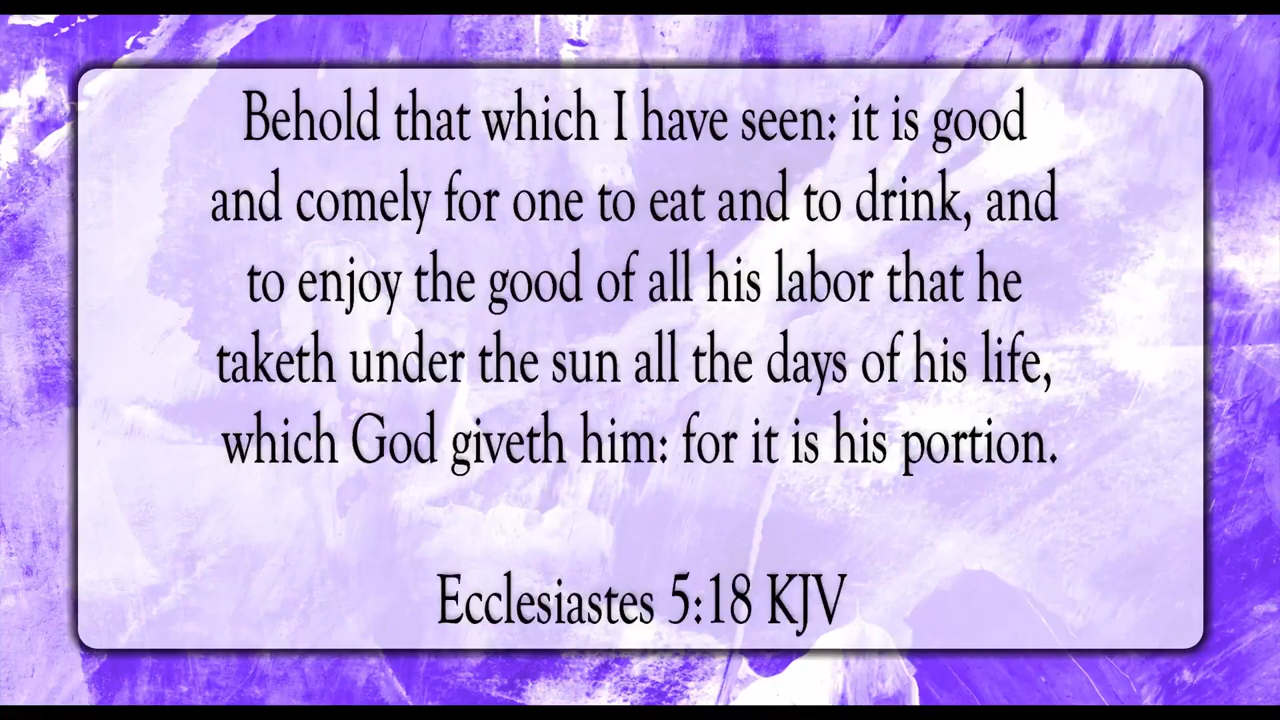 Behold that which I have seen: it is good
and comely for one to eat and to drink, and
to enjoy the good of all his labor that he
taketh under the sun all the days of his life,
which God giveth him: for it is his portion.
Ecclesiastes 5:18 KJV